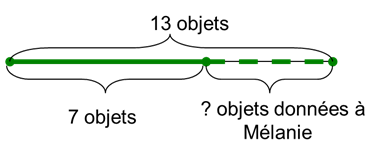 13 objets
7 objets
? objets données à
Mélanie